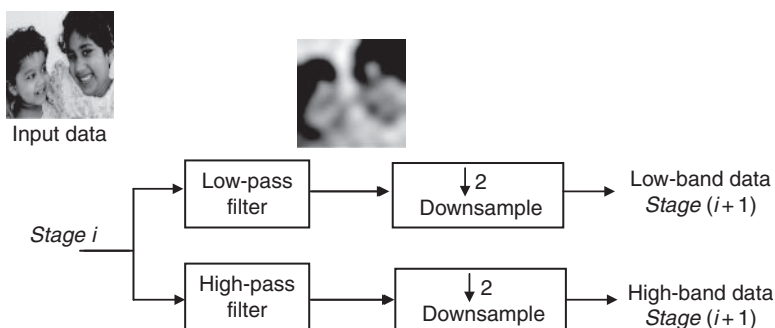 Input data
Low-pass
filter
↓2
Downsample
Low-band data
Stage (i + 1)
Stage i
High-pass
filter
↓2
Downsample
High-band data
Stage (i + 1)